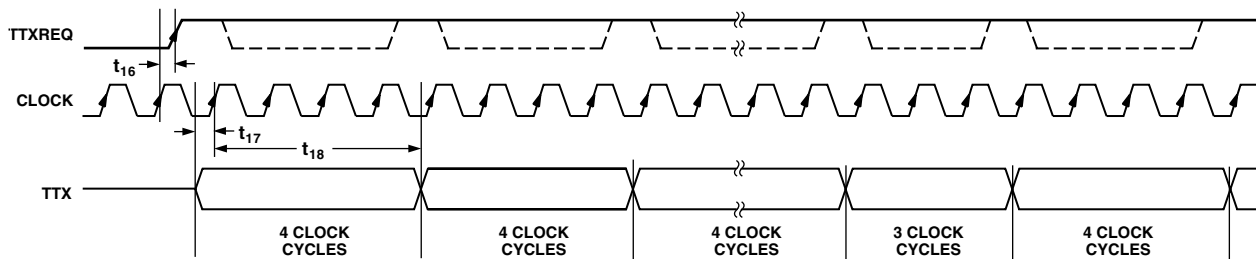 TTXREQ
t16
CLOCK
t17
t18
TTX
4 CLOCK
CYCLES
4 CLOCK
CYCLES
4 CLOCK
CYCLES
3 CLOCK
CYCLES
4 CLOCK
CYCLES